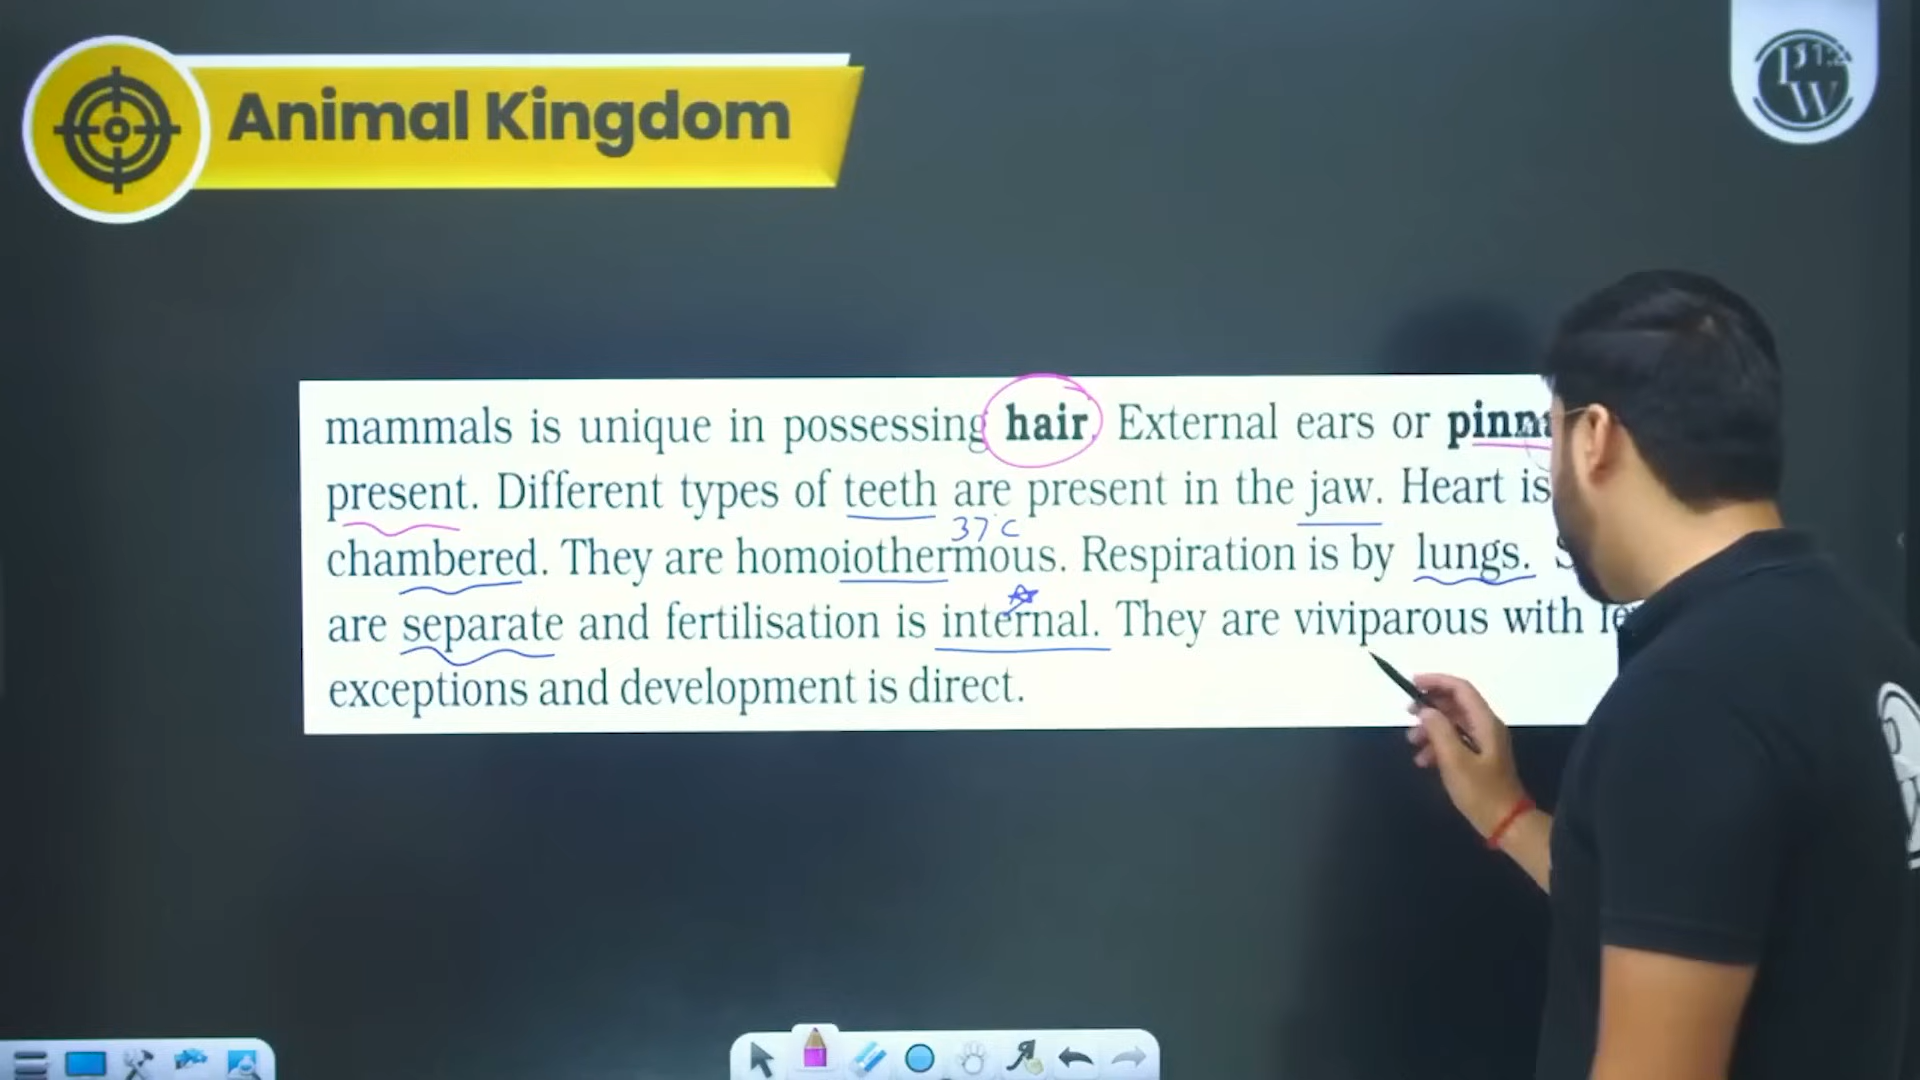 Animal Kingdom
PW
mammals is unique in possessing hair. External ears or
present. Different types of teeth are present in the jaw. Heart is
37°C
chambered. They are homoiothermous. Respiration is by lungs.
are separate and fertilisation is internal. They are viviparous with
exceptions and development is direct.